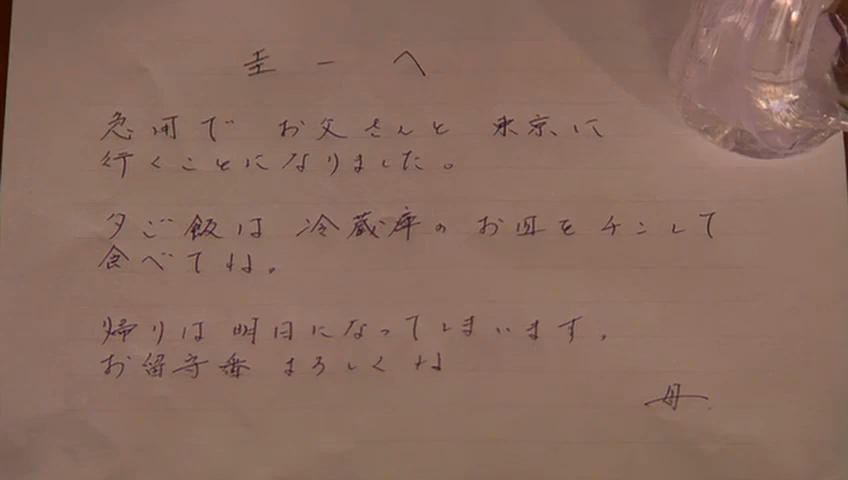 圭一へ
急用で お父さんと 東京に
行くことになりました。
夕ご飯は 冷蔵庫の お皿をチンして
食べてね。
帰りは 明日になってしまいます。
お留守番 よろしくね
母